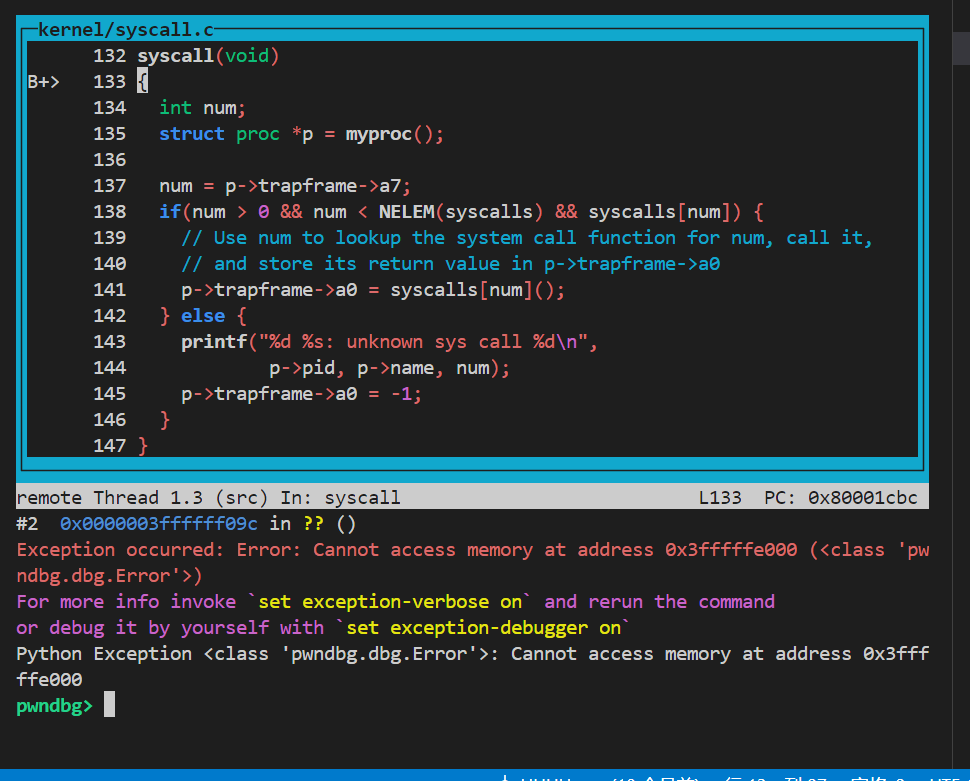 kernel/syscall.c
132 syscall(void)
B+> 133 {
134 int num;
135 struct proc *p = myproc();
136
137 num = p->trapframe->a7;
138 if(num > 0 && num < NELEM(syscalls) && syscalls[num]) {
139 // Use num to lookup the system call function for num, call it,
140 // and store its return value in p->trapframe->a0
141 p->trapframe->a0 = syscalls[num]();
142 } else {
143 printf("%d %s: unknown sys call %d\n",
144 p->pid, p->name, num);
145 p->trapframe->a0 = -1;
146 }
147 }
remote Thread 1.3 (src) In: syscall L133 PC: 0x80001cbc
#2 0x0000003ffffff09c in ?? ()
Exception occurred: Error: Cannot access memory at address 0x3fffffe000 (<class 'pw
ndbg.dbg.Error'>)
For more info invoke `set exception-verbose on` and rerun the command
or debug it by yourself with `set exception-debugger on`
Python Exception <class 'pwndbg.dbg.Error'>: Cannot access memory at address 0x3fff
ffe000
pwndbg>